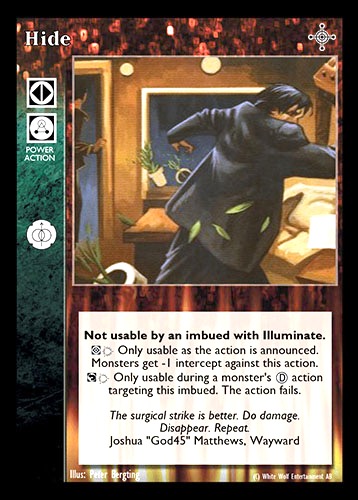 Hide
POWER
ACTION
Not usable by an imbued with Illuminate.
Only usable as the action is announced.
Monsters get -1 intercept against this action.
Only usable during a monster's Ⓓ action
targeting this imbued. The action fails.
The surgical strike is better. Do damage.
Disappear. Repeat.
Joshua "God45" Matthews, Wayward
Illus: Peter Bergting
(C) White Wolf Entertainment AB